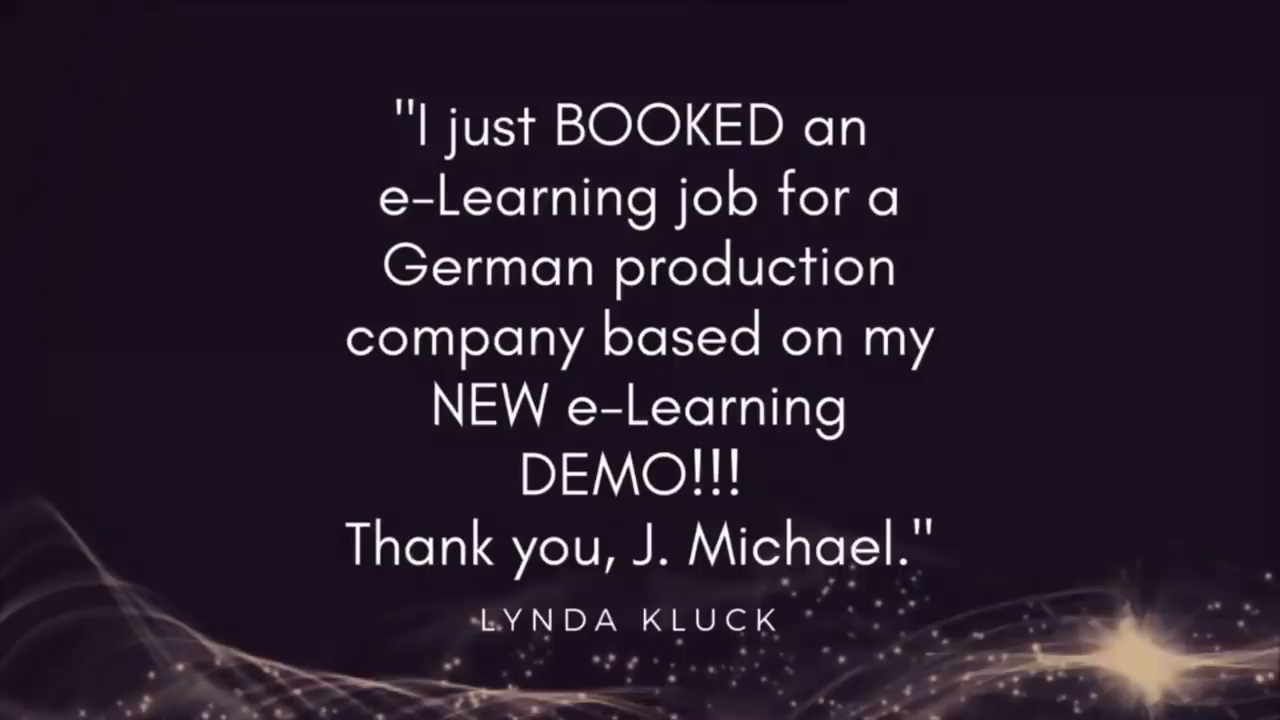 "I just BOOKED an
e-Learning job for a
German production
company based on my
NEW e-Learning
DEMO!!!
Thank you, J. Michael."
LYNDA KLUCK